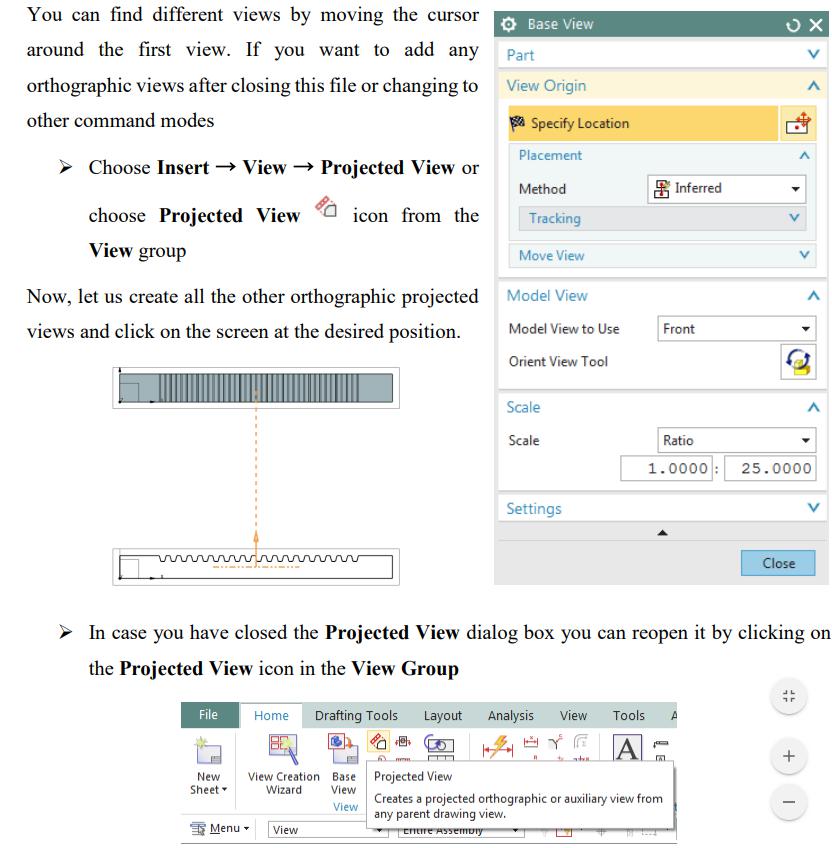 You can find different views by moving the cursor
around the first view. If you want to add any
orthographic views after closing this file or changing to
other command modes
➢ Choose Insert → View → Projected View or
choose Projected View icon from the
View group
Now, let us create all the other orthographic projected
views and click on the screen at the desired position.
Base View
Part
View Origin
Specify Location
Placement
Method Inferred
Tracking
Move View
Model View
Model View to Use Front
Orient View Tool
Scale
Scale Ratio
1.0000 : 25.0000
Settings
Close
➢ In case you have closed the Projected View dialog box you can reopen it by clicking on
the Projected View icon in the View Group
File Home Drafting Tools Layout Analysis View Tools A
New
Sheet
View Creation
Wizard
Base
View
View
A
Projected View
Creates a projected orthographic or auxiliary view from
any parent drawing view.
Menu View Entire Assembly